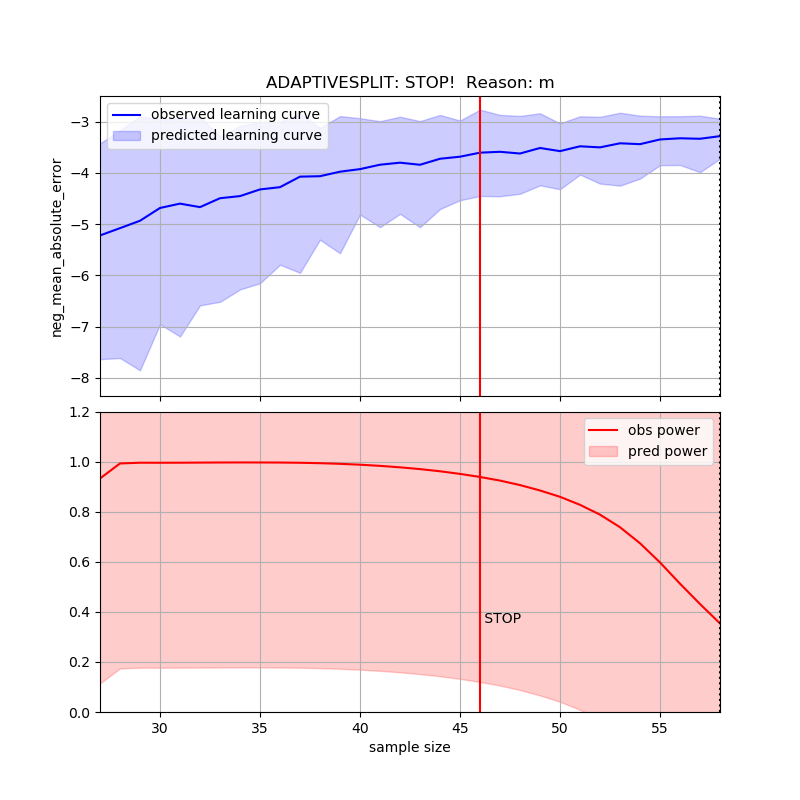 ADAPTIVESPLIT: STOP!  Reason: m
observed learning curve
predicted learning curve
neg_mean_absolute_error
−3
−4
−5
−6
−7
−8
obs power
pred power
STOP
1.2
1.0
0.8
0.6
0.4
0.2
0.0
30 35 40 45 50 55
sample size